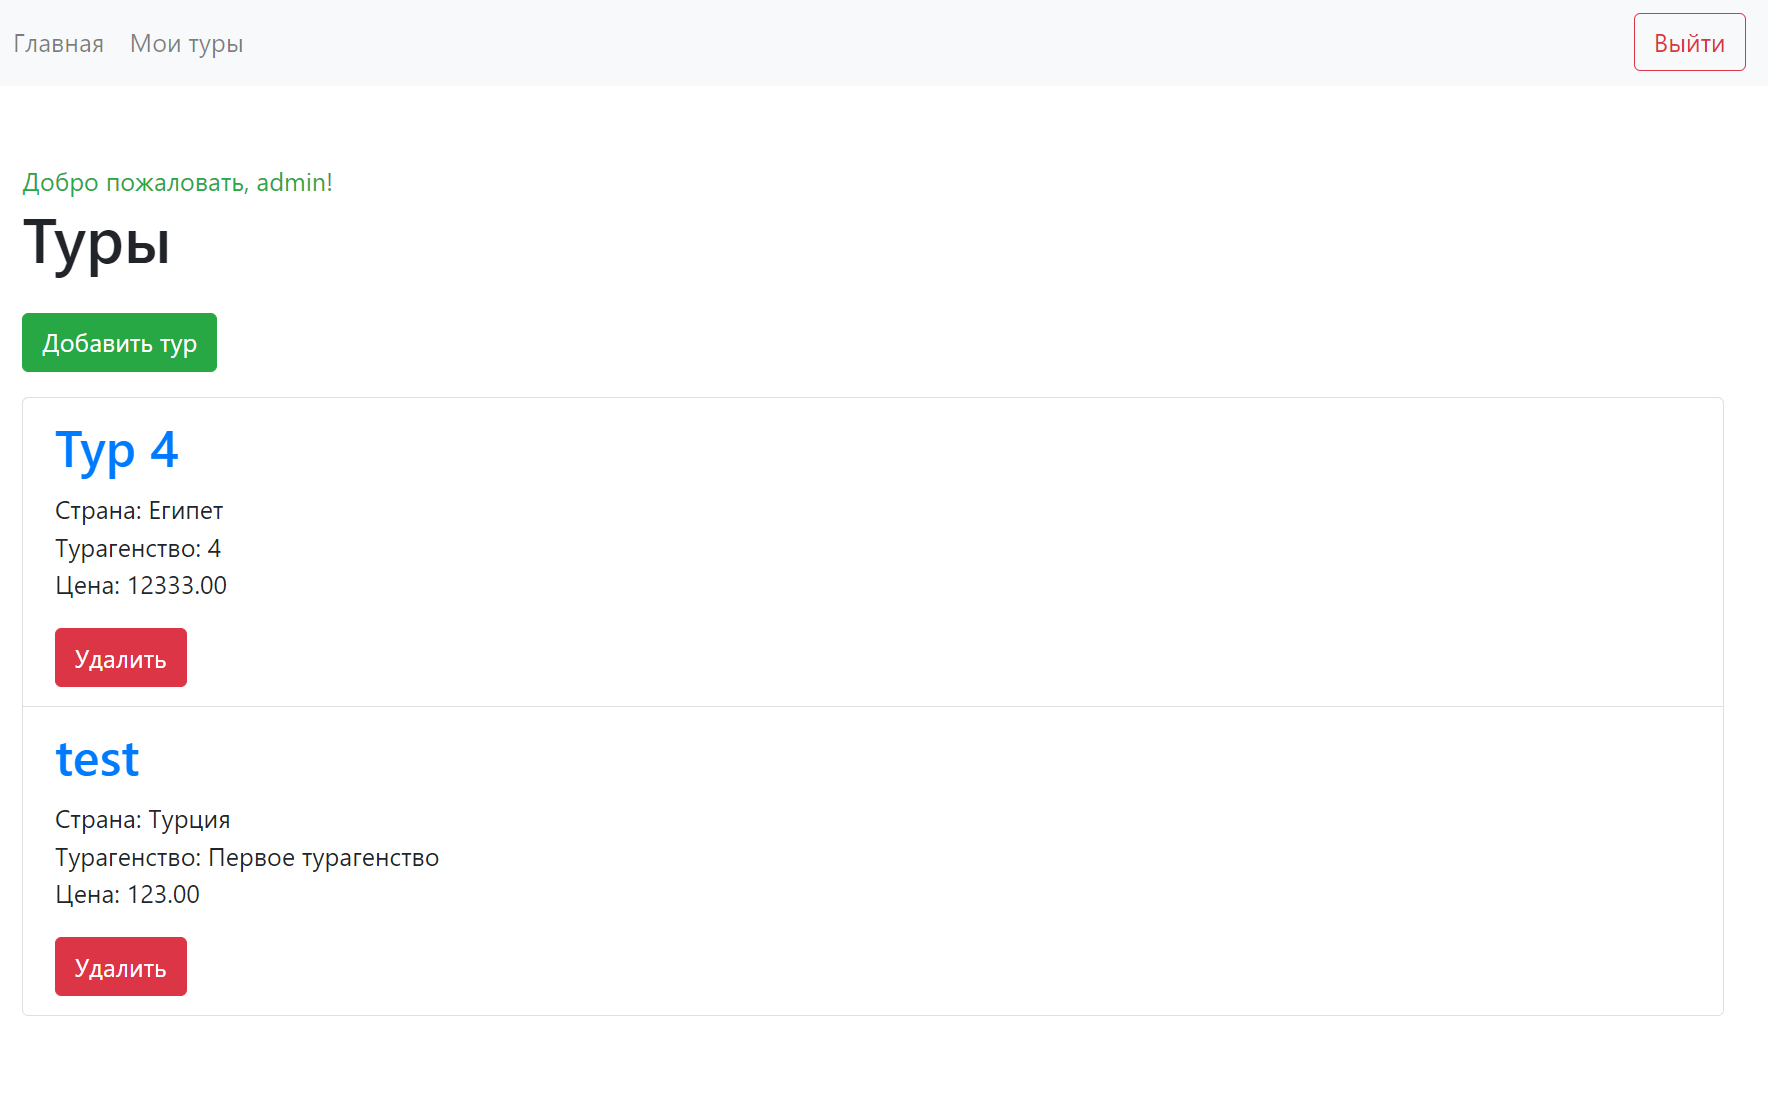 Главная Мои туры Выйти
Добро пожаловать, admin!
Туры
Добавить тур
Тур 4
Страна: Египет
Турагенство: 4
Цена: 12333.00
Удалить
test
Страна: Турция
Турагенство: Первое турагенство
Цена: 123.00
Удалить